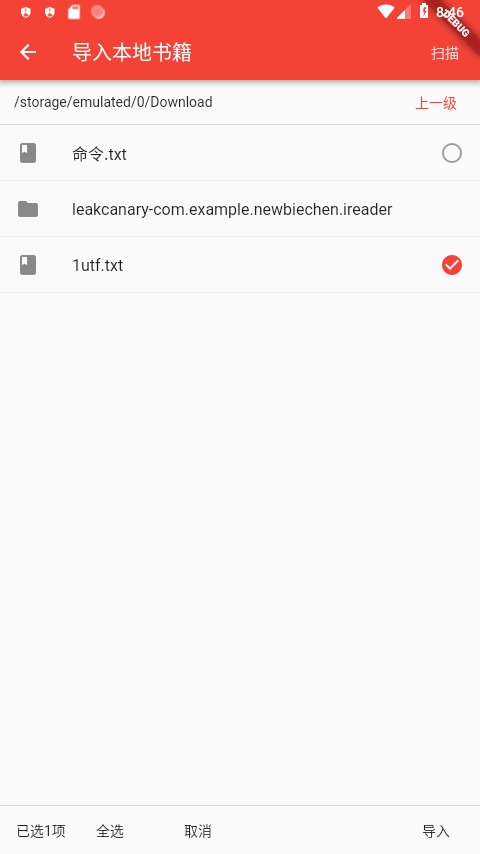 8:46
DEBUG
导入本地书籍
扫描
/storage/emulated/0/Download
上一级
命令.txt
leakcanary-com.example.newbiechen.ireader
1utf.txt
已选1项 全选 取消 导入